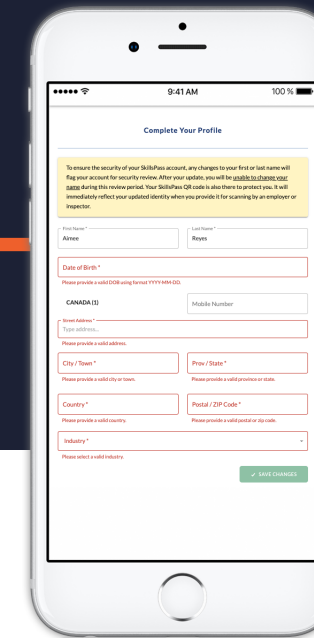 9:41 AM 100 %
Complete Your Profile
To ensure the security of your SkillsPass account, any changes to your first or last name will
flag your account for security review. After your update, you will be unable to change your
name during this review period. Your SkillsPass QR code is also there to protect you. It will
immediately reflect your updated identity when you provide it for scanning by an employer or
inspector.
First Name * Last Name *
Aimee Reyes
Date of Birth *
Please provide a valid DOB using format YYYY-MM-DD.
CANADA (1) Mobile Number
Street Address *
Type address...
Please provide a valid address.
City / Town * Prov / State *
Please provide a valid city or town. Please provide a valid province or state.
Country * Postal / ZIP Code *
Please provide a valid country. Please provide a valid postal or zip code.
Industry *
Please select a valid industry.
✓ SAVE CHANGES